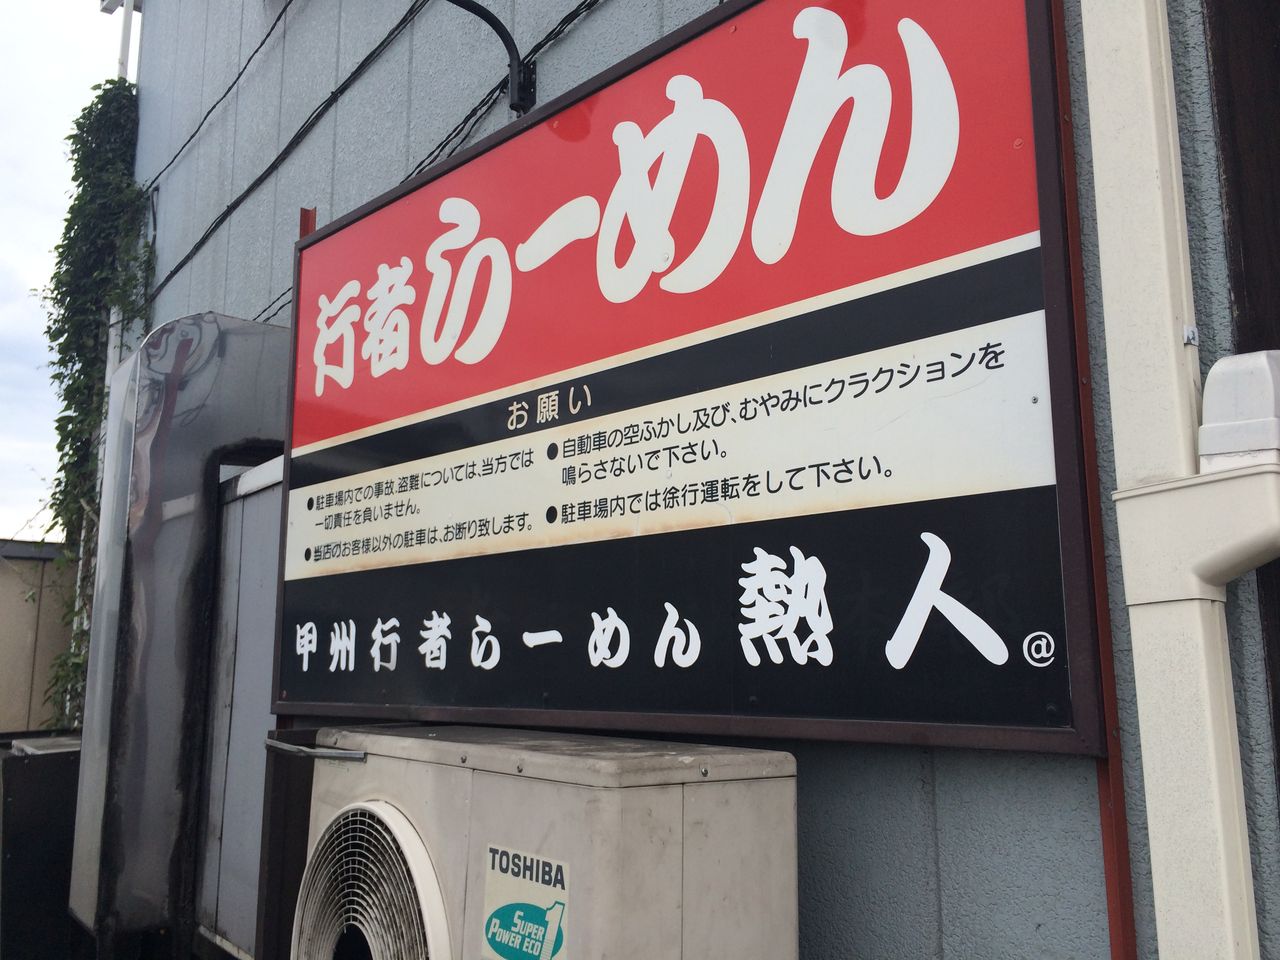 行者らーめん
お願い
●駐車場内での事故、盗難については、当方では
一切責任を負いません。
●当店のお客様以外の駐車は、お断り致します。
●自動車の空ふかし及び、むやみにクラクションを
鳴らさないで下さい。
●駐車場内では徐行運転をして下さい。
甲州行者らーめん 熱人@
TOSHIBA
SUPER
POWER ECO
1